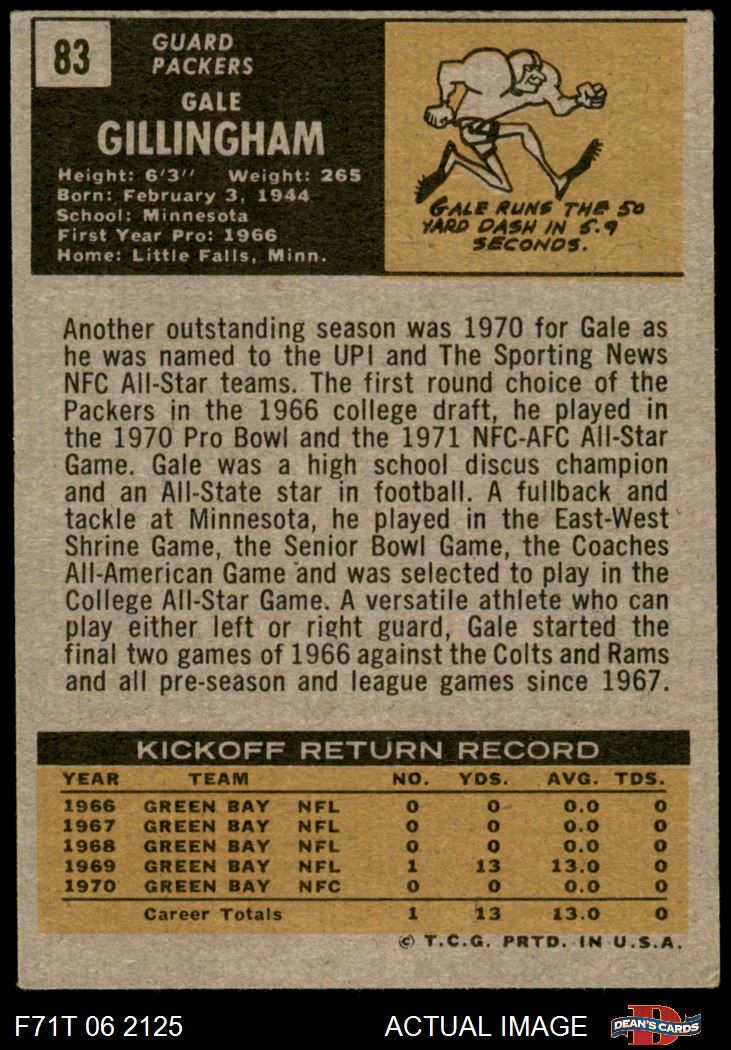 83
GUARD
PACKERS
GALE
GILLINGHAM
Height: 6'3'' Weight: 265
Born: February 3, 1944
School: Minnesota
First Year Pro: 1966
Home: Little Falls, Minn.
GALE RUNS THE 50
YARD DASH IN 5.9
SECONDS.
Another outstanding season was 1970 for Gale as
he was named to the UPI and The Sporting News
NFC All-Star teams. The first round choice of the
Packers in the 1966 college draft, he played in
the 1970 Pro Bowl and the 1971 NFC-AFC All-Star
Game. Gale was a high school discus champion
and an All-State star in football. A fullback and
tackle at Minnesota, he played in the East-West
Shrine Game, the Senior Bowl Game, the Coaches
All-American Game and was selected to play in the
College All-Star Game. A versatile athlete who can
play either left or right guard, Gale started the
final two games of 1966 against the Colts and Rams
and all pre-season and league games since 1967.
KICKOFF RETURN RECORD
YEAR TEAM NO. YDS. AVG. TDS.
1966 GREEN BAY NFL 0 0 0.0 0
1967 GREEN BAY NFL 0 0 0.0 0
1968 GREEN BAY NFL 0 0 0.0 0
1969 GREEN BAY NFL 1 13 13.0 0
1970 GREEN BAY NFC 0 0 0.0 0
Career Totals 1 13 13.0 0
© T.C.G. PRTD. IN U.S.A.
F71T 06 2125 ACTUAL IMAGE
D
DEAN'S CARDS